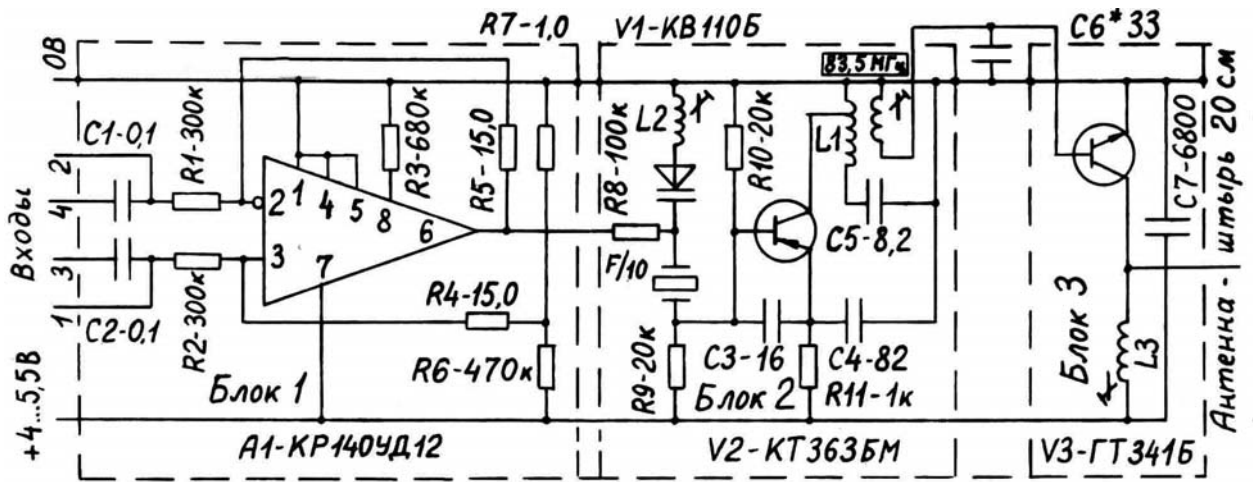 R7-1,0
V1-КВ110Б
C6*33
0В
83,5 МГц
C1-0,1
R1-300к
R3-680к
R5-15,0
R8-100к
L2
R10-20к
L1
C7-6800
2
4
3
1
Входы
2
3
1
4
5
8
7
6
C5-8,2
F/10
C2-0,1
R2-300к
R4-15,0
R6-470к
R9-20к
C3-16
C4-82
R11-1к
Блок 1
Блок 2
Блок 3
L3
Антенна - штырь 20 см
+4...5,5В
А1-КР140УД12
V2-КТ363БМ
V3-ГТ341Б